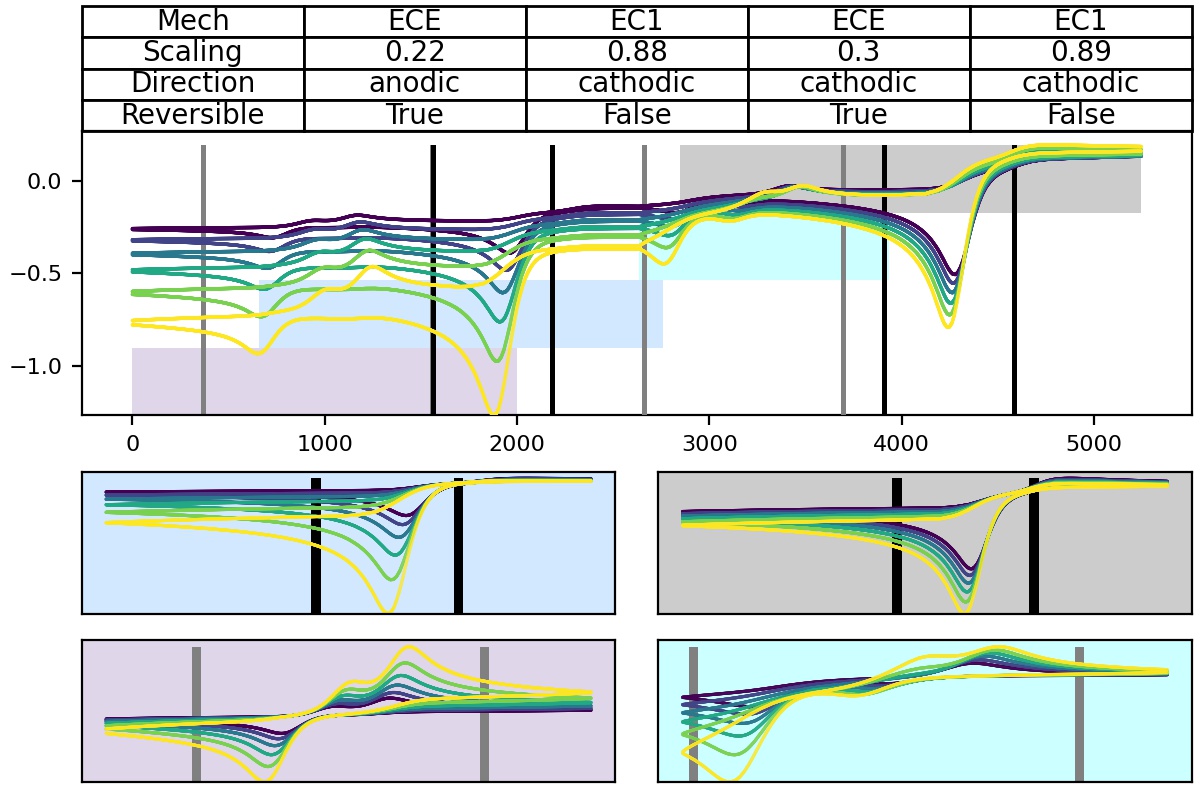 Mech ECE EC1 ECE EC1
Scaling 0.22 0.88 0.3 0.89
Direction anodic cathodic cathodic cathodic
Reversible True False True False
0.0
−0.5
−1.0
0 1000 2000 3000 4000 5000